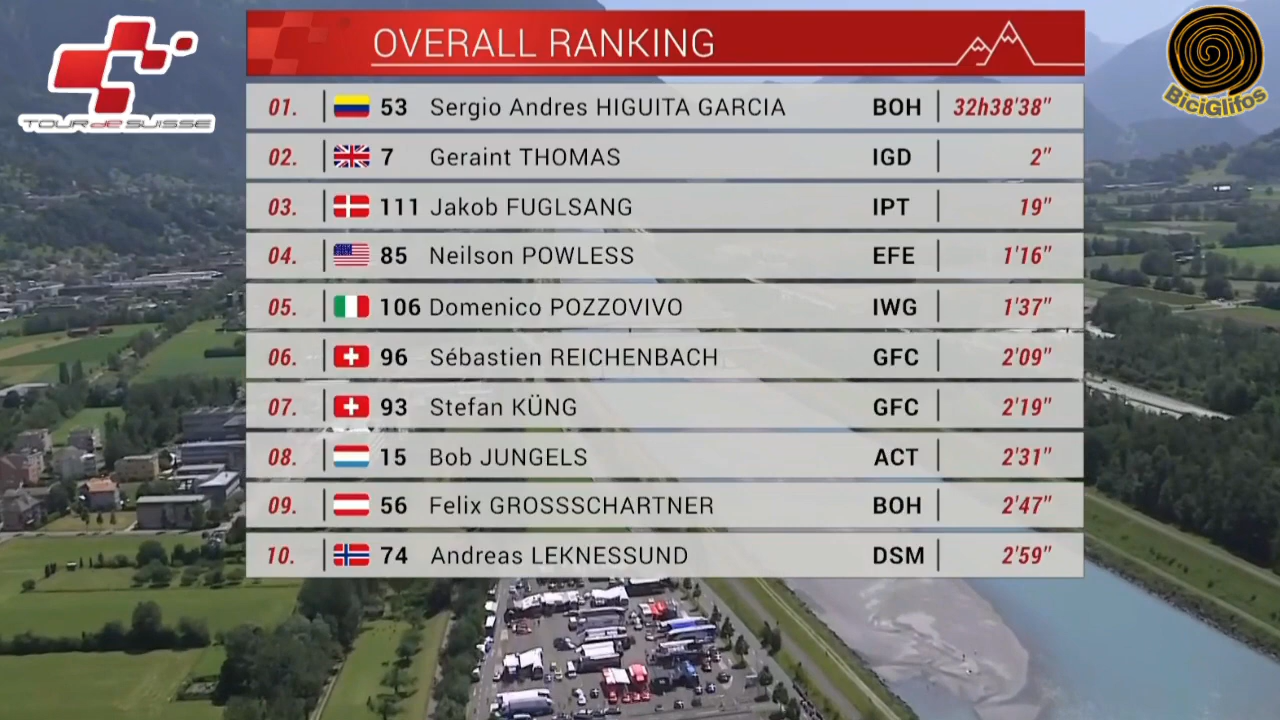 TOUR de SUISSE
OVERALL RANKING
BiciGlifos
01. 53 Sergio Andres HIGUITA GARCIA BOH 32h38'38"
02. 7 Geraint THOMAS IGD 2"
03. 111 Jakob FUGLSANG IPT 19"
04. 85 Neilson POWLESS EFE 1'16"
05. 106 Domenico POZZOVIVO IWG 1'37"
06. 96 Sébastien REICHENBACH GFC 2'09"
07. 93 Stefan KÜNG GFC 2'19"
08. 15 Bob JUNGELS ACT 2'31"
09. 56 Felix GROSSSCHARTNER BOH 2'47"
10. 74 Andreas LEKNESSUND DSM 2'59"